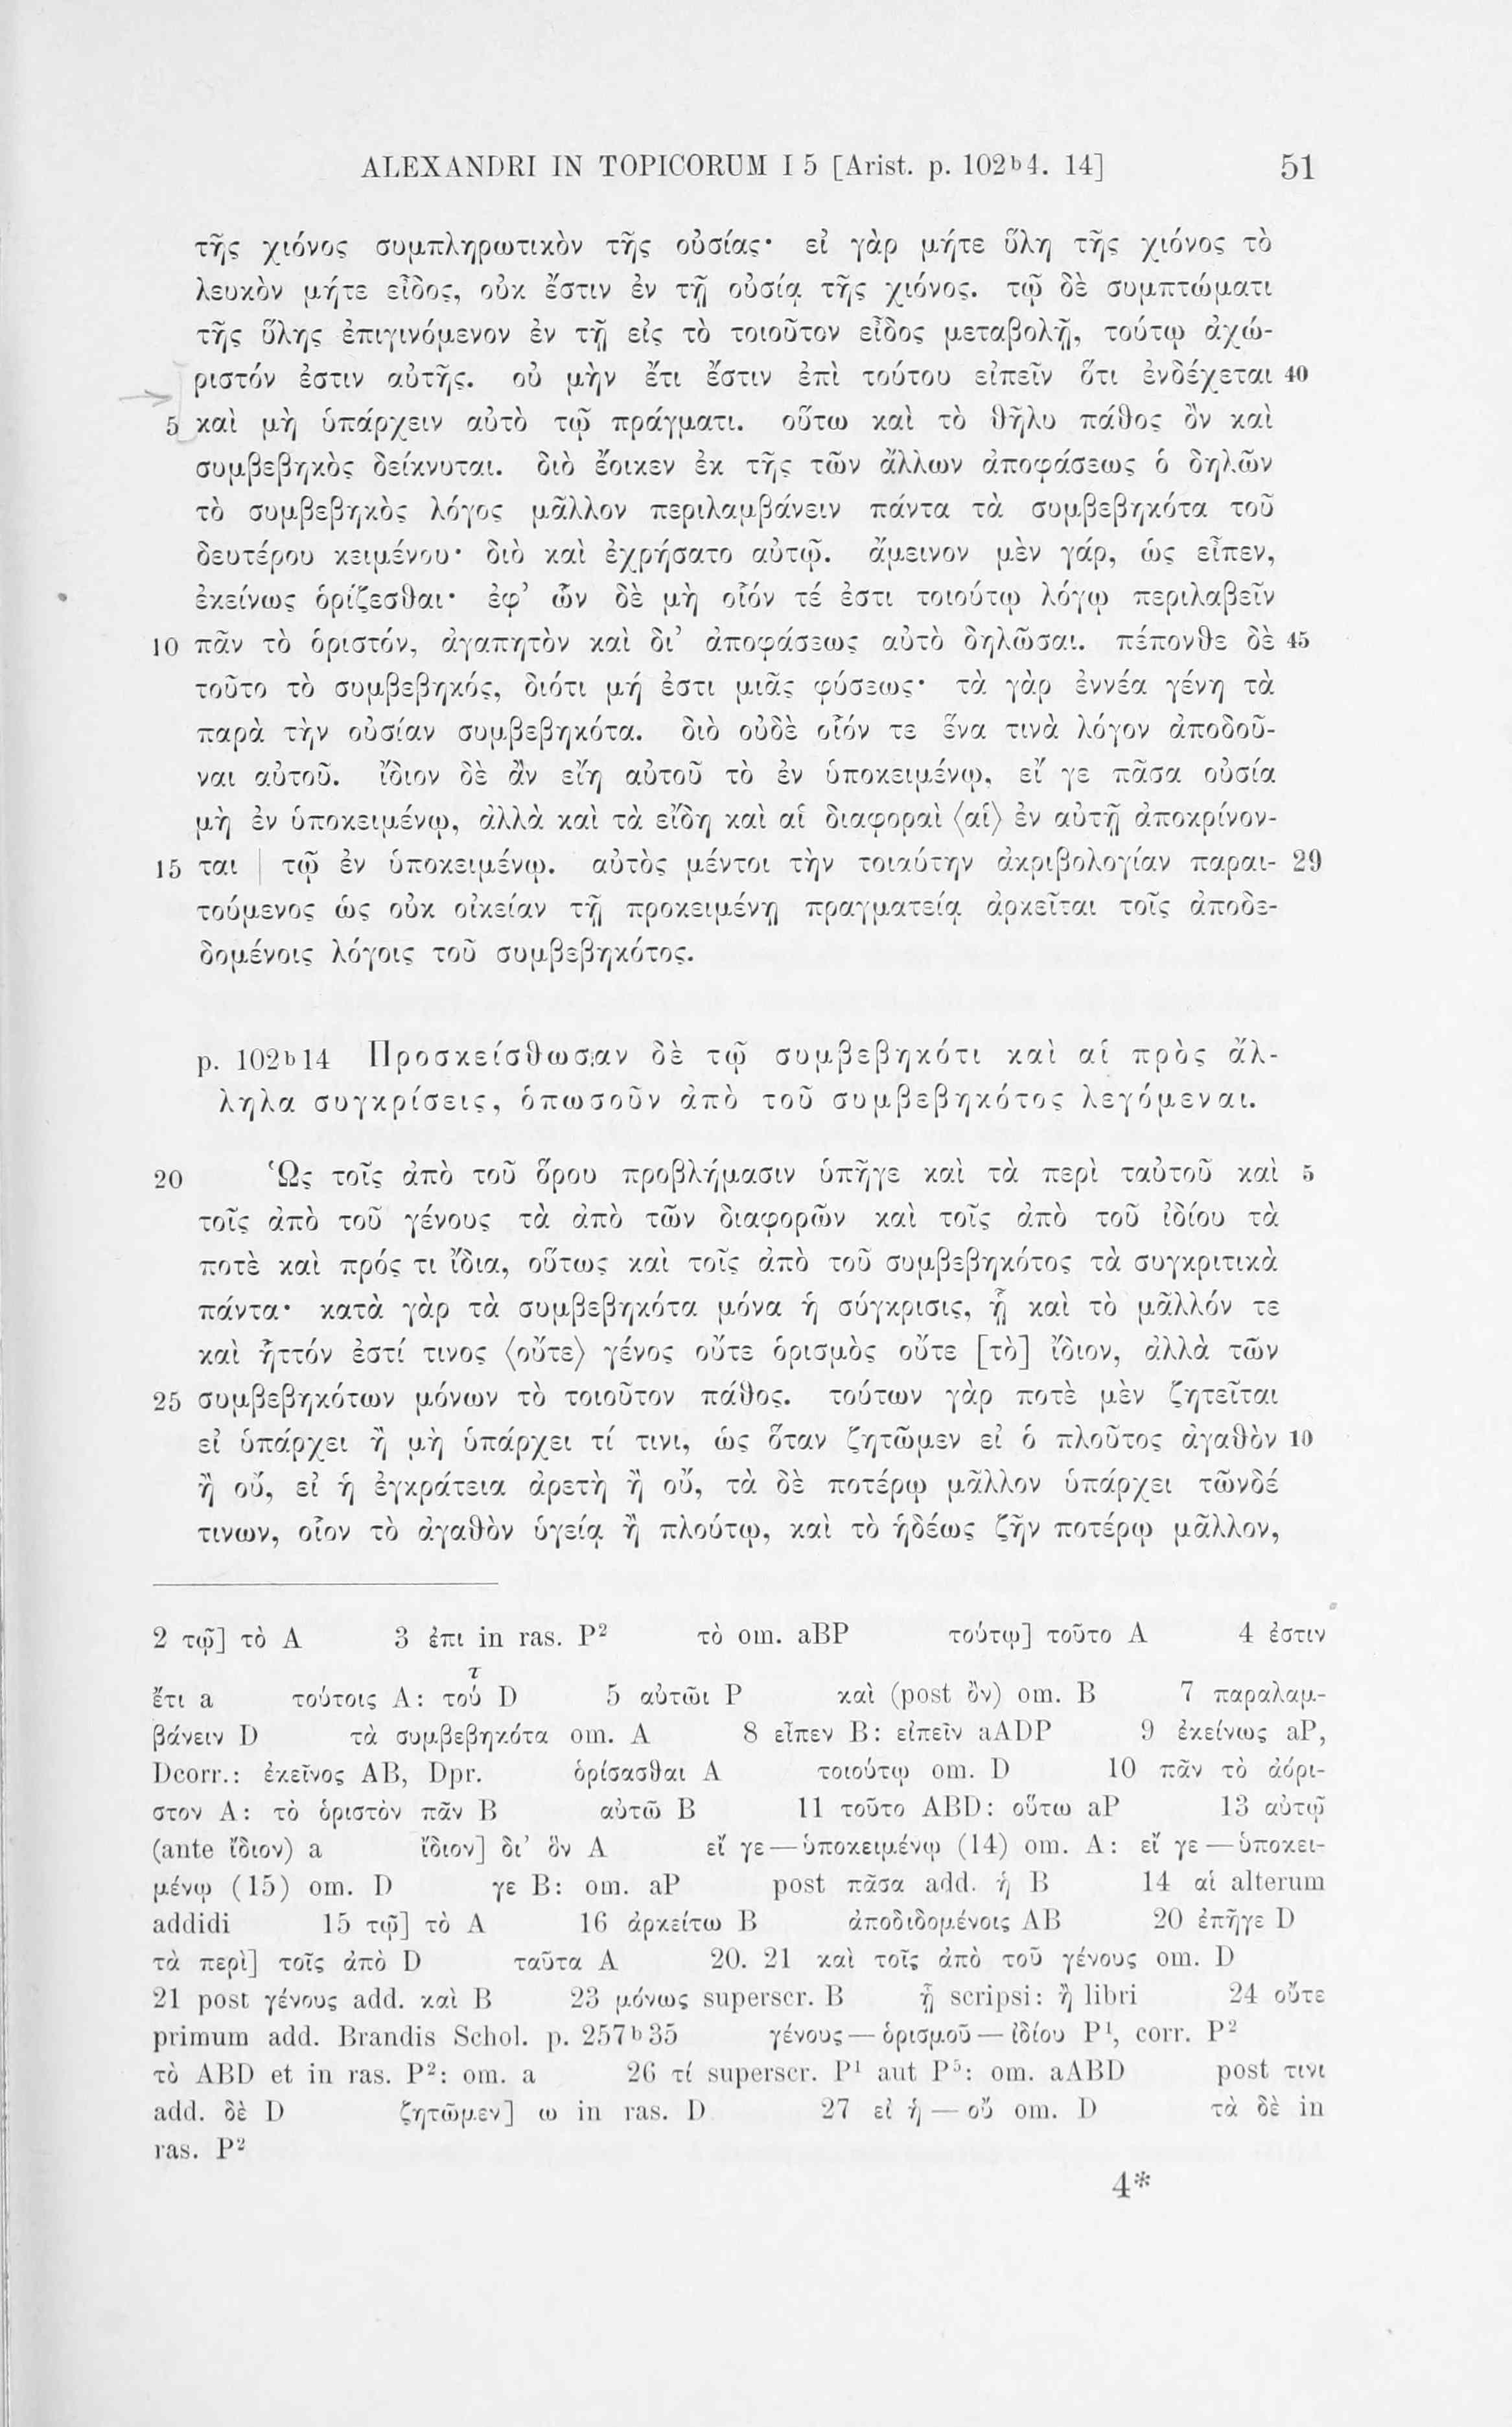 ALEXANDRI IN TOPICORUM I 5 [Arist. p. 102ᵇ4. 14] 51
τῆς χιόνος συμπληρωτικὸν τῆς οὐσίας· εἰ γὰρ μήτε ὕλη τῆς χιόνος τὸ
λευκὸν μήτε εἶδος, οὐκ ἔστιν ἐν τῇ οὐσίᾳ τῆς χιόνος. τῷ δὲ συμπτώματι
τῆς ὕλης ἐπιγινόμενον ἐν τῇ εἰς τὸ τοιοῦτον εἶδος μεταβολῇ, τούτῳ ἀχώ-
ριστόν ἐστιν αὐτῆς. οὐ μὴν ἔτι ἔστιν ἐπὶ τούτου εἰπεῖν ὅτι ἐνδέχεται 40
5 καὶ μὴ ὑπάρχειν αὐτὸ τῷ πράγματι. οὕτω καὶ τὸ θῆλυ πάθος ὂν καὶ
συμβεβηκὸς δείκνυται. διὸ ἔοικεν ἐκ τῆς τῶν ἄλλων ἀποφάσεως ὁ δηλῶν
τὸ συμβεβηκὸς λόγος μᾶλλον περιλαμβάνειν πάντα τὰ συμβεβηκότα τοῦ
δευτέρου κειμένου· διὸ καὶ ἐχρήσατο αὐτῷ. ἄμεινον μὲν γάρ, ὡς εἶπεν,
ἐκείνως ὁρίζεσθαι· ἐφ’ ὧν δὲ μὴ οἷόν τέ ἐστι τοιούτῳ λόγῳ περιλαβεῖν
10 πᾶν τὸ ὁριστόν, ἀγαπητὸν καὶ δι’ ἀποφάσεως αὐτὸ δηλῶσαι. πέπονθε δὲ 45
τοῦτο τὸ συμβεβηκός, διότι μή ἐστι μιᾶς φύσεως· τὰ γὰρ ἐννέα γένη τὰ
παρὰ τὴν οὐσίαν συμβεβηκότα. διὸ οὐδὲ οἷόν τε ἕνα τινὰ λόγον ἀποδοῦ-
ναι αὐτοῦ. ἴδιον δὲ ἂν εἴη αὐτοῦ τὸ ἐν ὑποκειμένῳ, εἴ γε πᾶσα οὐσία
μὴ ἐν ὑποκειμένῳ, ἀλλὰ καὶ τὰ εἴδη καὶ αἱ διαφοραὶ ⟨αἱ⟩ ἐν αὐτῇ ἀποκρίνον-
15 ται | τῷ ἐν ὑποκειμένῳ. αὐτὸς μέντοι τὴν τοιαύτην ἀκριβολογίαν παραι- 29
τούμενος ὡς οὐκ οἰκείαν τῇ προκειμένῃ πραγματείᾳ ἀρκεῖται τοῖς ἀποδε-
δομένοις λόγοις τοῦ συμβεβηκότος.
p. 102ᵇ14 Προσκείσθωσαν δὲ τῷ συμβεβηκότι καὶ αἱ πρὸς ἄλ-
ληλα συγκρίσεις, ὁπωσοῦν ἀπὸ τοῦ συμβεβηκότος λεγόμεναι.
20 Ὡς τοῖς ἀπὸ τοῦ ὅρου προβλήμασιν ὑπῆγε καὶ τὰ περὶ ταὐτοῦ καὶ 5
τοῖς ἀπὸ τοῦ γένους τὰ ἀπὸ τῶν διαφορῶν καὶ τοῖς ἀπὸ τοῦ ἰδίου τὰ
ποτὲ καὶ πρός τι ἴδια, οὕτως καὶ τοῖς ἀπὸ τοῦ συμβεβηκότος τὰ συγκριτικὰ
πάντα· κατὰ γὰρ τὰ συμβεβηκότα μόνα ἡ σύγκρισις, ᾗ καὶ τὸ μᾶλλόν τε
καὶ ἧττόν ἐστί τινος ⟨οὔτε⟩ γένος οὔτε ὁρισμὸς οὔτε [τὸ] ἴδιον, ἀλλὰ τῶν
25 συμβεβηκότων μόνων τὸ τοιοῦτον πάθος. τούτων γὰρ ποτὲ μὲν ζητεῖται
εἰ ὑπάρχει ἢ μὴ ὑπάρχει τί τινι, ὡς ὅταν ζητῶμεν εἰ ὁ πλοῦτος ἀγαθὸν 10
ἢ οὔ, εἰ ἡ ἐγκράτεια ἀρετὴ ἢ οὔ, τὰ δὲ ποτέρῳ μᾶλλον ὑπάρχει τῶνδέ
τινων, οἷον τὸ ἀγαθὸν ὑγείᾳ ἢ πλούτῳ, καὶ τὸ ἡδέως ζῆν ποτέρῳ μᾶλλον,
2 τῷ] τὸ A 3 ἐπι in ras. P² τὸ om. aBP τούτῳ] τοῦτο A 4 ἐστιν
ἔτι a τούτοις A: τού^τ D 5 αὐτῶι P καὶ (post ὂν) om. B 7 παραλαμ-
βάνειν D τὰ συμβεβηκότα om. A 8 εἶπεν B: εἰπεῖν aADP 9 ἐκείνως aP,
Dcorr.: ἐκεῖνος AB, Dpr. ὁρίσασθαι A τοιούτῳ om. D 10 πᾶν τὸ ἀόρι-
στον A: τὸ ὁριστὸν πᾶν B αὐτῶ B 11 τοῦτο ABD: οὕτω aP 13 αὐτῷ
(ante ἴδιον) a ἴδιον] δι’ ὃν A εἴ γε — ὑποκειμένῳ (14) om. A: εἴ γε — ὑποκει-
μένῳ (15) om. D γε B: om. aP post πᾶσα add. ἡ B 14 αἱ alterum
addidi 15 τῷ] τὸ A 16 ἀρκείτω B ἀποδιδομένοις AB 20 ἐπῆγε D
τὰ περὶ] τοῖς ἀπὸ D ταῦτα A 20. 21 καὶ τοῖς ἀπὸ τοῦ γένους om. D
21 post γένους add. καὶ B 23 μόνως superscr. B ᾗ scripsi: ἢ libri 24 οὔτε
primum add. Brandis Schol. p. 257ᵇ35 γένους — ὁρισμοῦ — ἰδίου P¹, corr. P²
τὸ ABD et in ras. P²: om. a 26 τί superscr. P¹ aut P⁵: om. aABD post τινι
add. δὲ D ζητῶμεν] ω in ras. D 27 εἰ ἡ — οὔ om. D τὰ δὲ in
ras. P²
4*